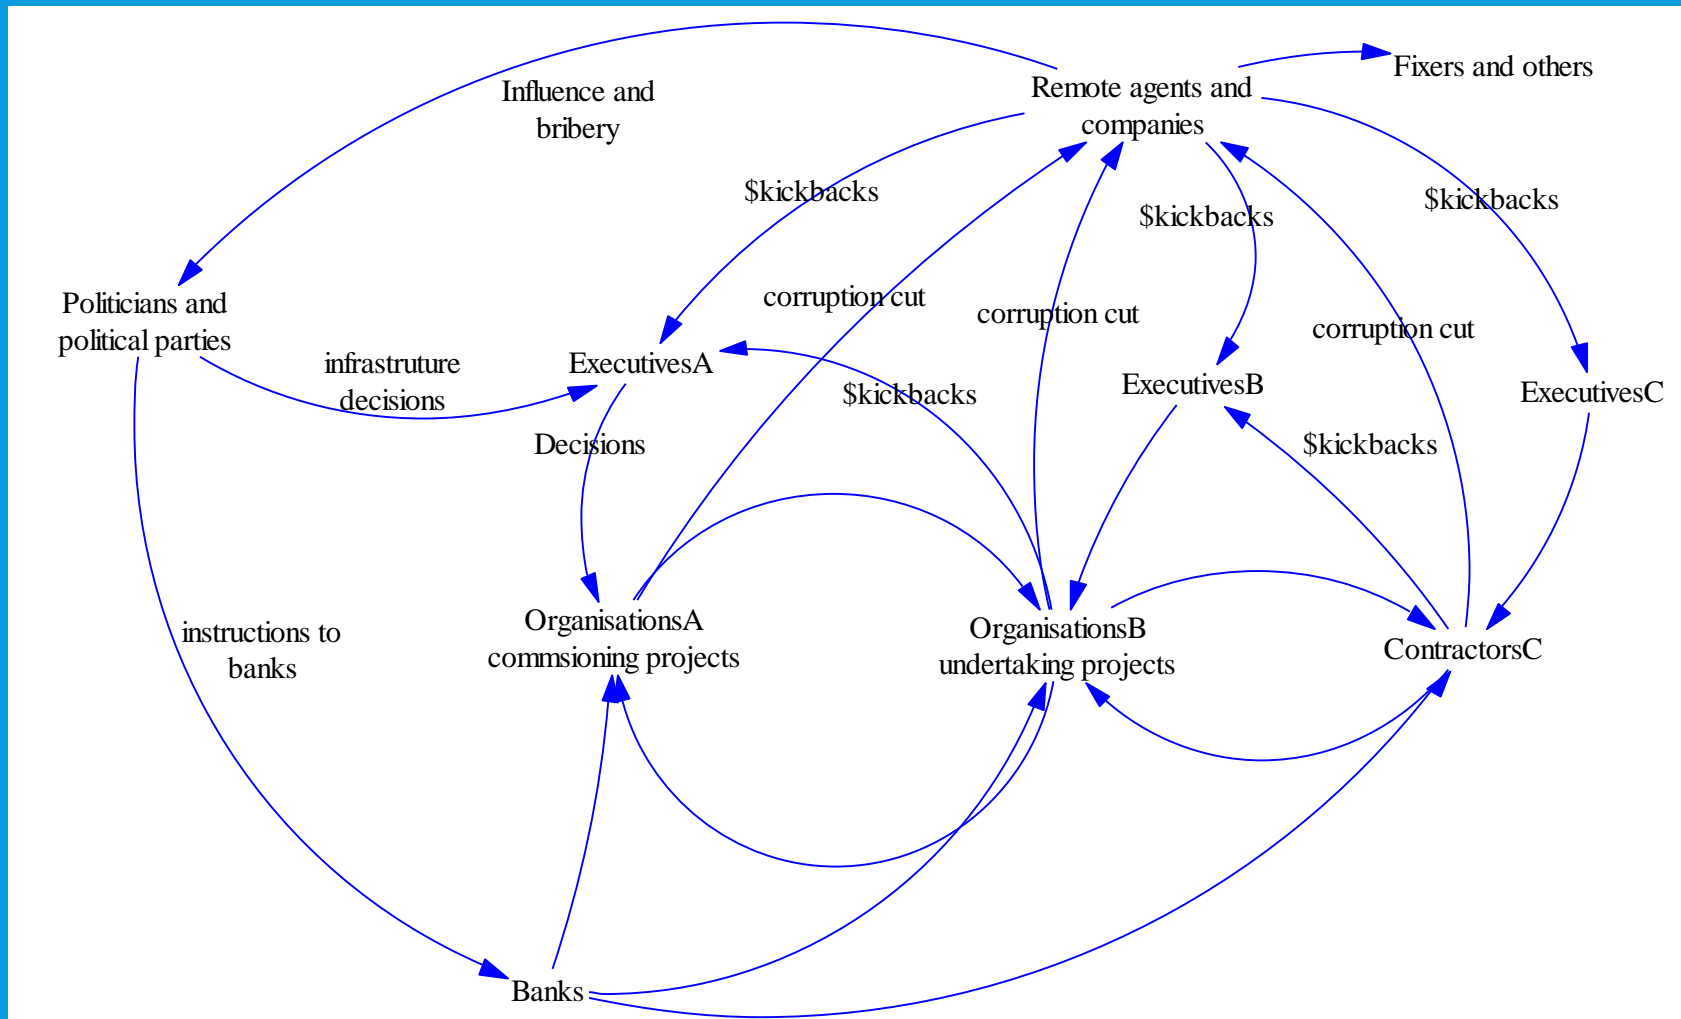 Fixers and others
Remote agents and
companies
Influence and
bribery
$kickbacks
$kickbacks
$kickbacks
Politicians and
political parties
corruption cut
corruption cut
corruption cut
infrastruture
decisions
ExecutivesA
ExecutivesB
ExecutivesC
$kickbacks
Decisions
$kickbacks
OrganisationsA
commsioning projects
OrganisationsB
undertaking projects
ContractorsC
instructions to
banks
Banks